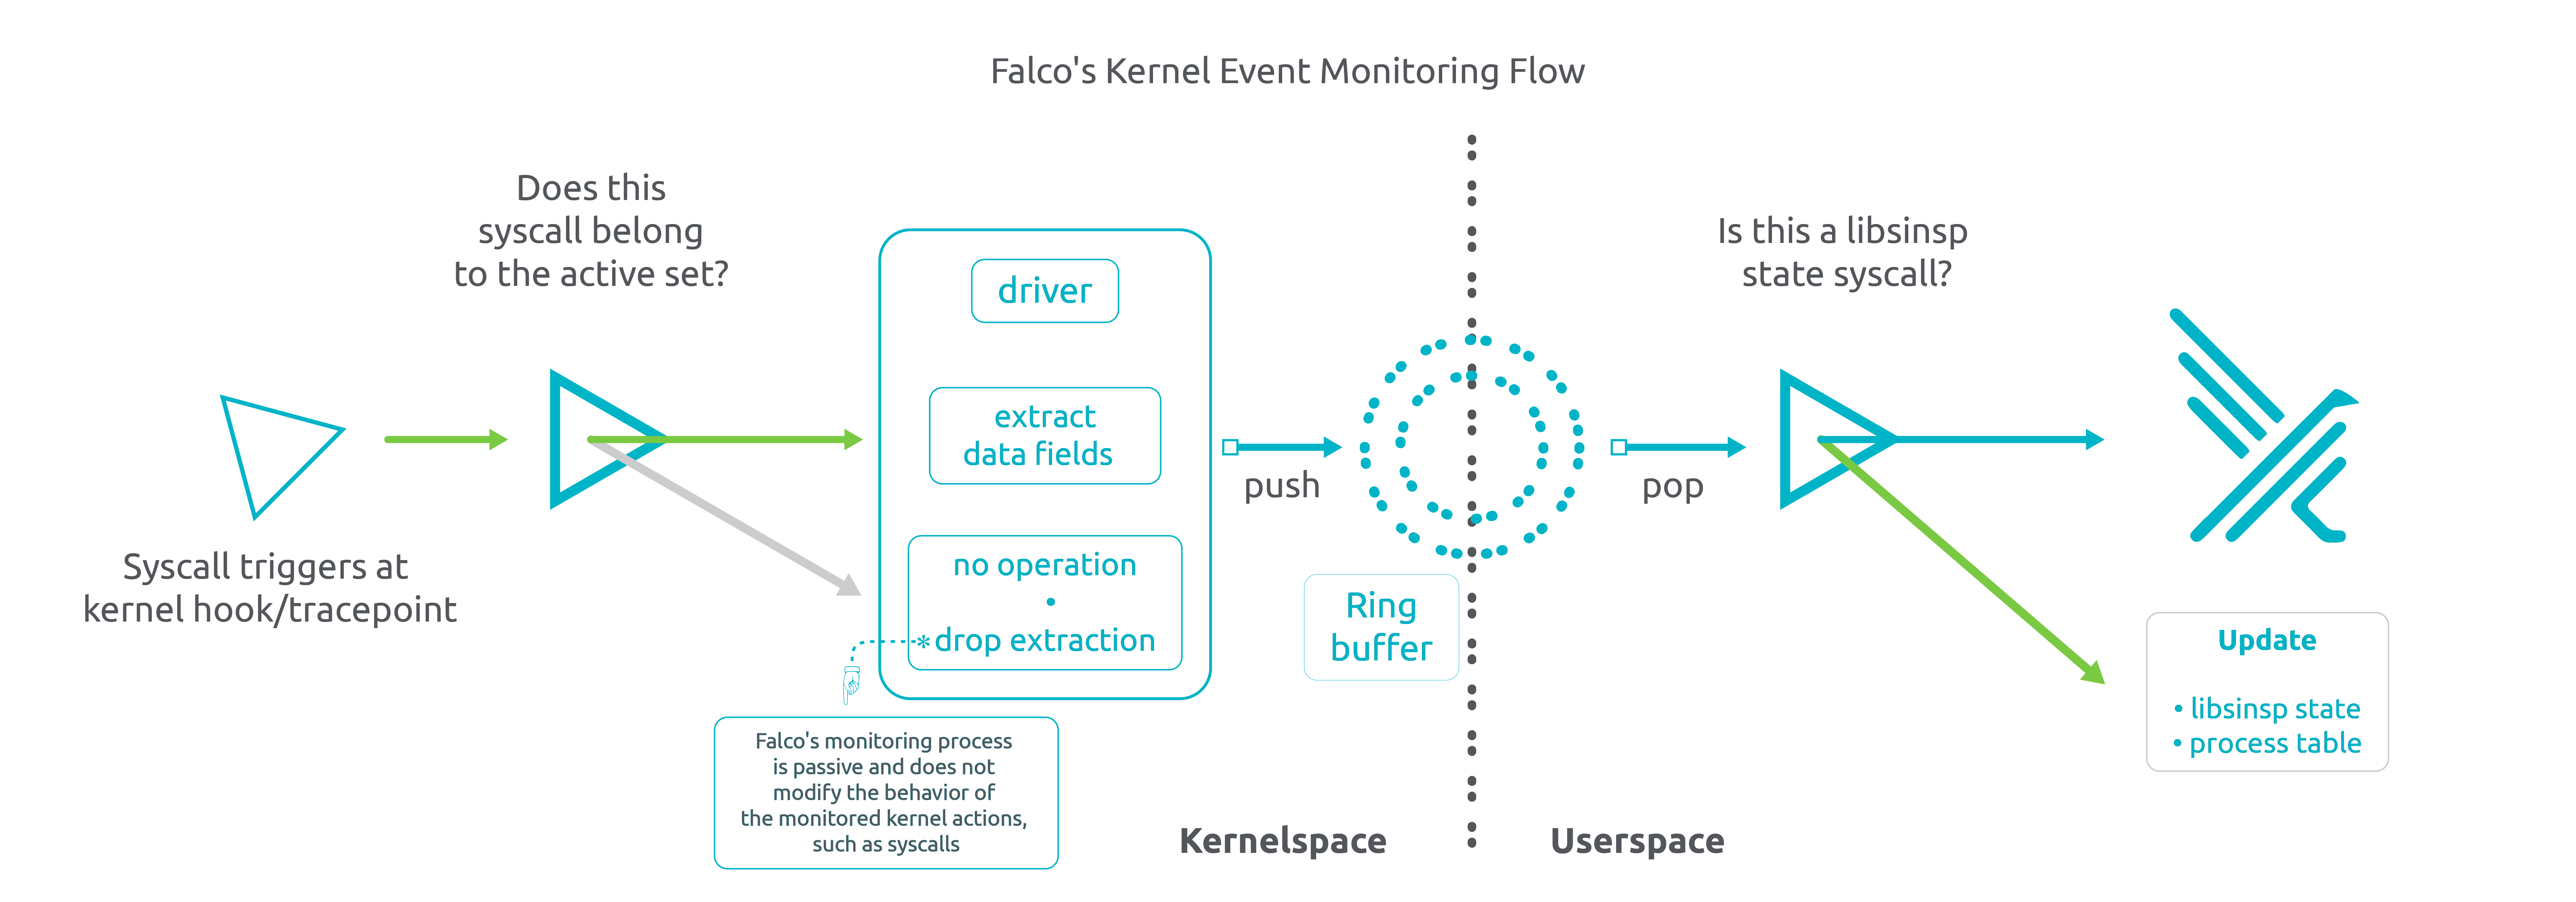 Falco's Kernel Event Monitoring Flow
Does this
syscall belong
to the active set?
Syscall triggers at
kernel hook/tracepoint
driver
extract
data fields
no operation
•
*drop extraction
Falco's monitoring process
is passive and does not
modify the behavior of
the monitored kernel actions,
such as syscalls
push
Ring
buffer
pop
Kernelspace
Userspace
Is this a libsinsp
state syscall?
Update
• libsinsp state
• process table